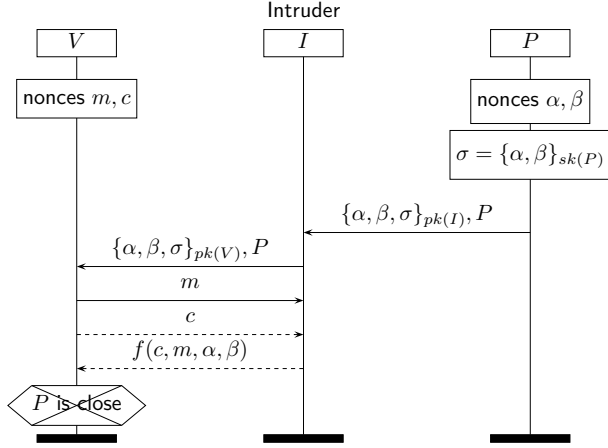 Intruder
V I P
nonces m, c
nonces α, β
σ = {α, β}sk(P)
{α, β, σ}pk(I), P
{α, β, σ}pk(V), P
m
c
f(c, m, α, β)
P is close